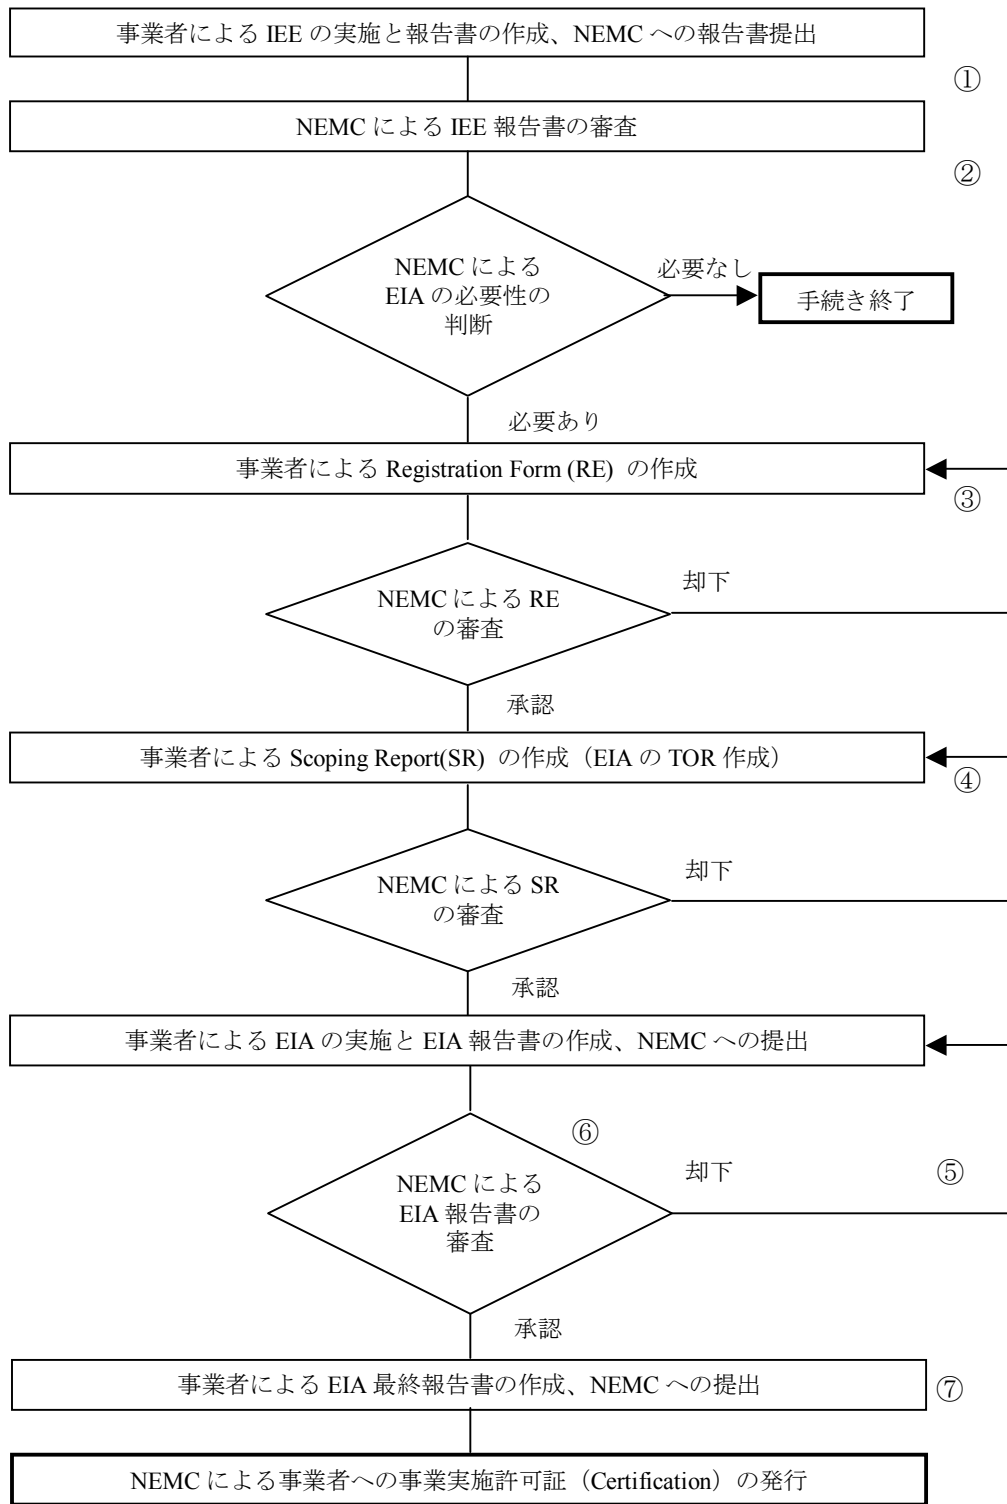 事業者による IEE の実施と報告書の作成、NEMC への報告書提出
①
NEMC による IEE 報告書の審査
②
NEMC による
EIA の必要性の
判断
必要なし
手続き終了
必要あり
事業者による Registration Form (RE) の作成
③
NEMC による RE
の審査
却下
承認
事業者による Scoping Report(SR) の作成（EIA の TOR 作成）
④
NEMC による SR
の審査
却下
承認
事業者による EIA の実施と EIA 報告書の作成、NEMC への提出
⑥
NEMC による
EIA 報告書の
審査
却下
⑤
承認
事業者による EIA 最終報告書の作成、NEMC への提出
⑦
NEMC による事業者への事業実施許可証（Certification）の発行